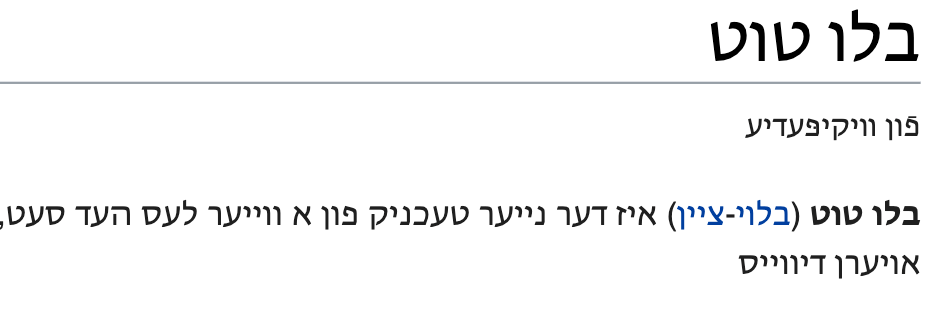 בלו טוט
פֿון װיקיפּעדיע
בלו טוט (בלוי-ציין) איז דער נייער טעכניק פון א ווייער לעס העד סעט,
אויערן דיווייס